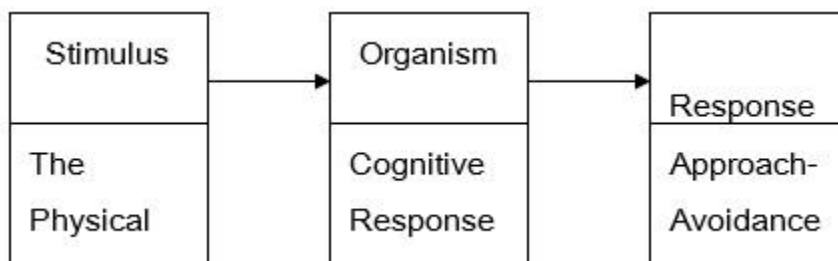 Stimulus
The
Physical
Organism
Cognitive
Response
Response
Approach-
Avoidance